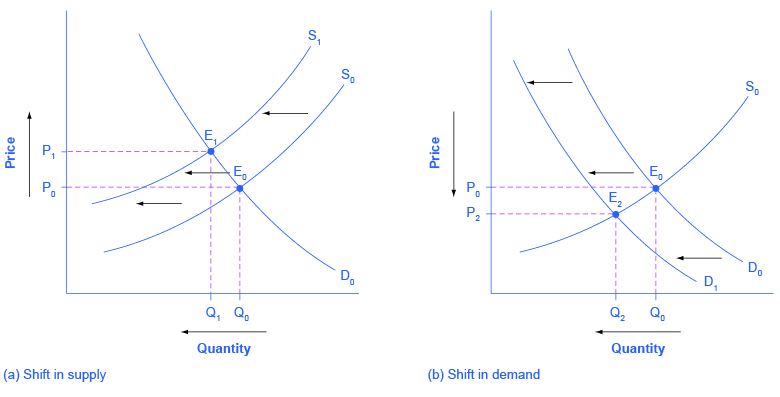 S₁
S₀
E₁
P₁
E₀
P₀
Price
D₀
Q₁ Q₀
Quantity
(a) Shift in supply
S₀
E₀
P₀
E₂
P₂
Price
D₀
D₁
Q₂ Q₀
Quantity
(b) Shift in demand